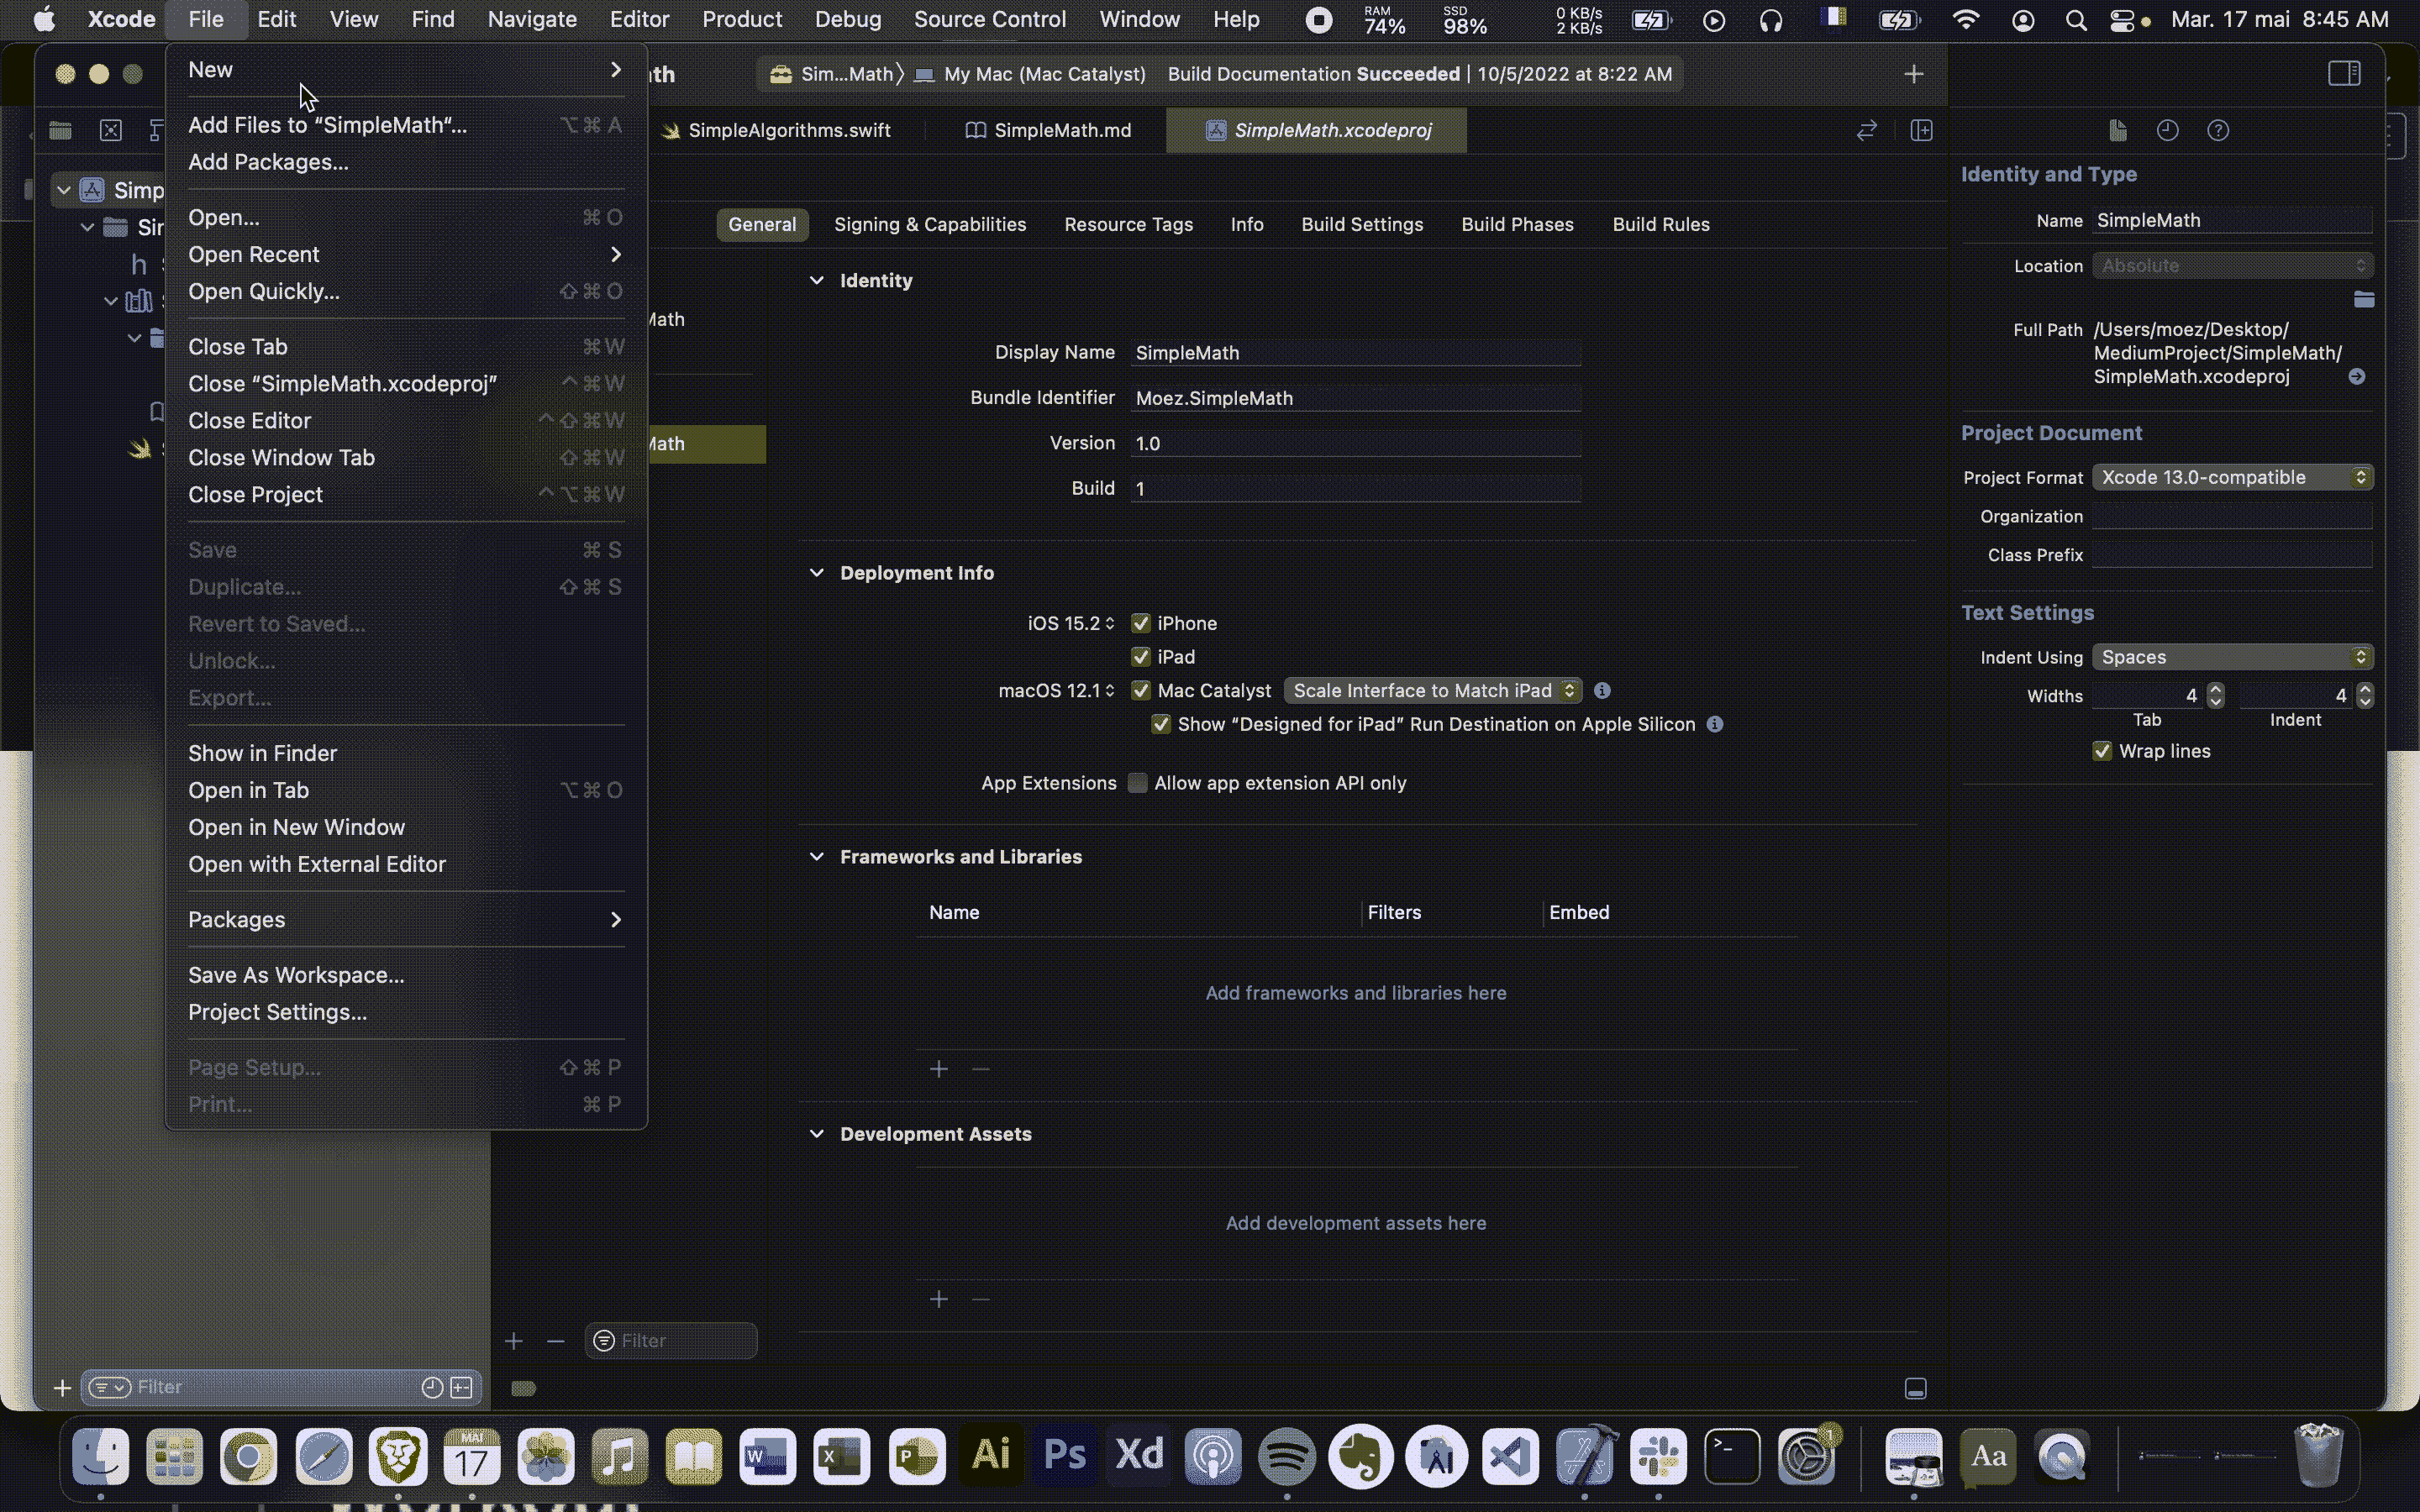 Xcode File Edit View Find Navigate Editor Product Debug Source Control Window Help RAM 74% SSD 98% 0 KB/s 2 KB/s Mar. 17 mai 8:45 AM
Sim...Math〉 My Mac (Mac Catalyst) Build Documentation Succeeded | 10/5/2022 at 8:22 AM
New
Add Files to “SimpleMath“... ⌥⌘A
Add Packages...
Open... ⌘O
Open Recent
Open Quickly... ⇧⌘O
Close Tab ⌘W
Close “SimpleMath.xcodeproj” ^⌘W
Close Editor ^⇧⌘W
Close Window Tab ⇧⌘W
Close Project ^⌥⌘W
Save ⌘S
Duplicate... ⇧⌘S
Revert to Saved...
Unlock...
Export...
Show in Finder
Open in Tab ⌥⌘O
Open in New Window
Open with External Editor
Packages
Save As Workspace...
Project Settings...
Page Setup... ⇧⌘P
Print... ⌘P
Filter
Filter
SimpleAlgorithms.swift SimpleMath.md SimpleMath.xcodeproj
General Signing & Capabilities Resource Tags Info Build Settings Build Phases Build Rules
Identity
Display Name SimpleMath
Bundle Identifier Moez.SimpleMath
Version 1.0
Build 1
Deployment Info
iOS 15.2 iPhone
iPad
macOS 12.1 Mac Catalyst Scale Interface to Match iPad
Show “Designed for iPad” Run Destination on Apple Silicon
App Extensions Allow app extension API only
Frameworks and Libraries
Name Filters Embed
Add frameworks and libraries here
Development Assets
Add development assets here
Identity and Type
Name SimpleMath
Location Absolute
Full Path /Users/moez/Desktop/
MediumProject/SimpleMath/
SimpleMath.xcodeproj
Project Document
Project Format Xcode 13.0-compatible
Organization
Class Prefix
Text Settings
Indent Using Spaces
Widths 4 4
Tab Indent
Wrap lines
MAI
17
W X P Ai Ps Xd 1 Aa